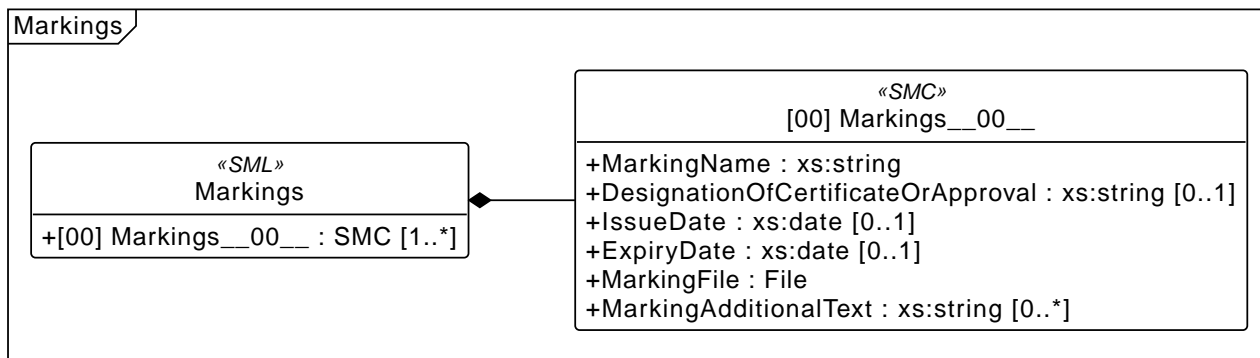 Markings
«SML»
Markings
+[00] Markings__00__ : SMC [1..*]
«SMC»
[00] Markings__00__
+MarkingName : xs:string
+DesignationOfCertificateOrApproval : xs:string [0..1]
+IssueDate : xs:date [0..1]
+ExpiryDate : xs:date [0..1]
+MarkingFile : File
+MarkingAdditionalText : xs:string [0..*]